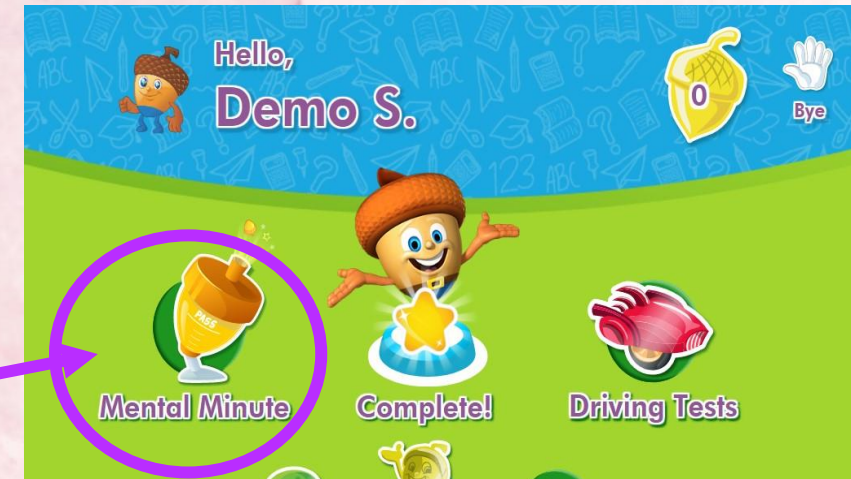 Hello,
Demo S.
0
Bye
PASS
Mental Minute
Complete!
Driving Tests